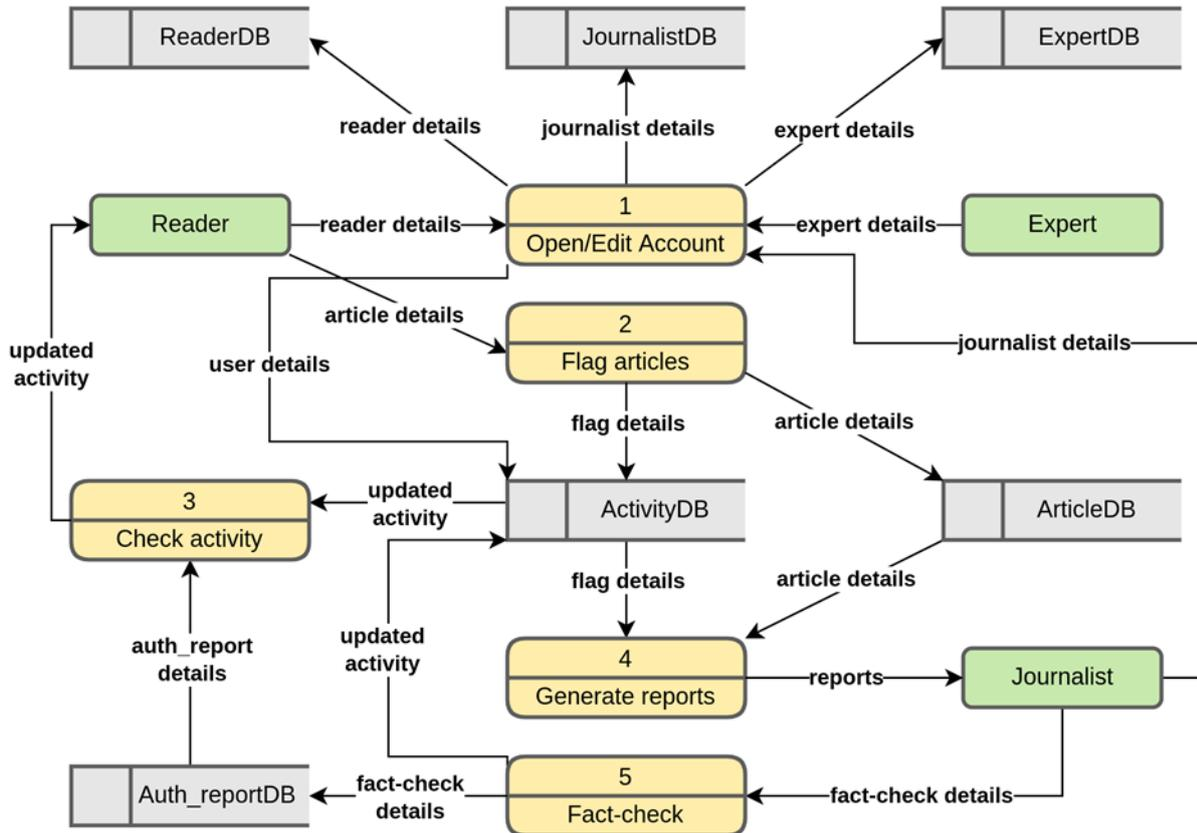 ReaderDB
JournalistDB
ExpertDB
reader details
journalist details
expert details
Reader
reader details
1
Open/Edit Account
expert details
Expert
article details
2
Flag articles
journalist details
updated
activity
user details
flag details
article details
3
Check activity
updated
activity
ActivityDB
ArticleDB
flag details
article details
auth_report
details
updated
activity
4
Generate reports
reports
Journalist
Auth_reportDB
fact-check
details
5
Fact-check
fact-check details